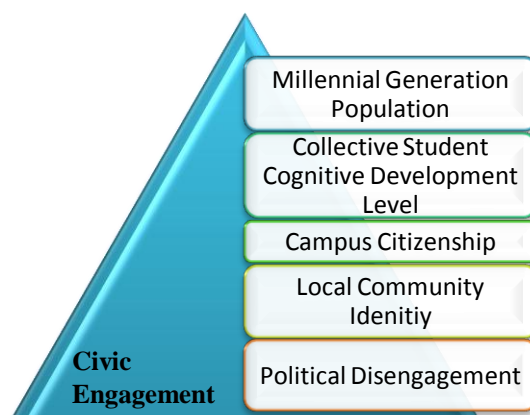 Millennial Generation
Population
Collective Student
Cognitive Development
Level
Campus Citizenship
Local Community
Idenitiy
Political Disengagement
Civic
Engagement